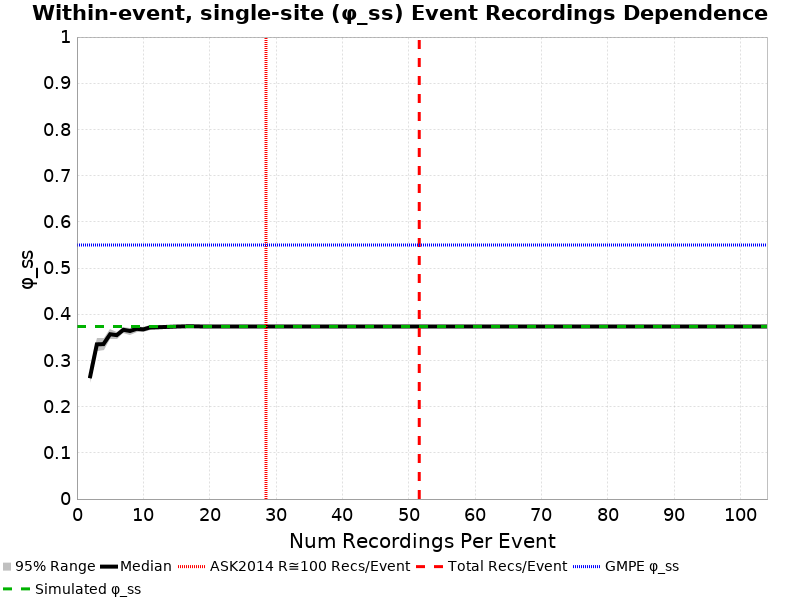 Within-event, single-site (φ_ss) Event Recordings Dependence
1
0.9
0.8
0.7
0.6
0.5
0.4
0.3
0.2
0.1
0
φ_ss
0 10 20 30 40 50 60 70 80 90 100
Num Recordings Per Event
95% Range Median ASK2014 R≅100 Recs/Event Total Recs/Event GMPE φ_ss
Simulated φ_ss